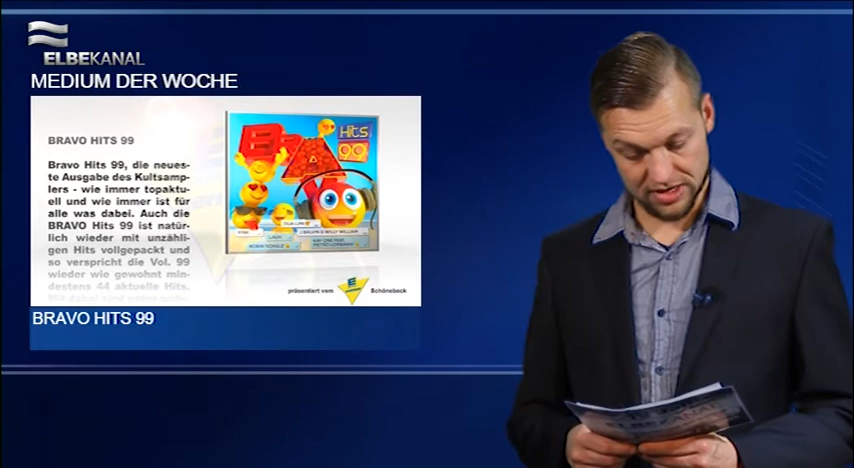 ELBEKANAL
MEDIUM DER WOCHE
BRAVO HITS 99
Bravo Hits 99, die neues-
te Ausgabe des Kultsamp-
lers - wie immer topaktu-
ell und wie immer ist für
alle was dabei. Auch die
BRAVO Hits 99 ist natür-
lich wieder mit unzähli-
gen Hits vollgepackt und
so verspricht die Vol. 99
wieder wie gewohnt min-
destens 44 aktuelle Hits.
BRAVO
Hits
99
präsentiert vom
Schönebeck
BRAVO HITS 99
ELBEKANAL